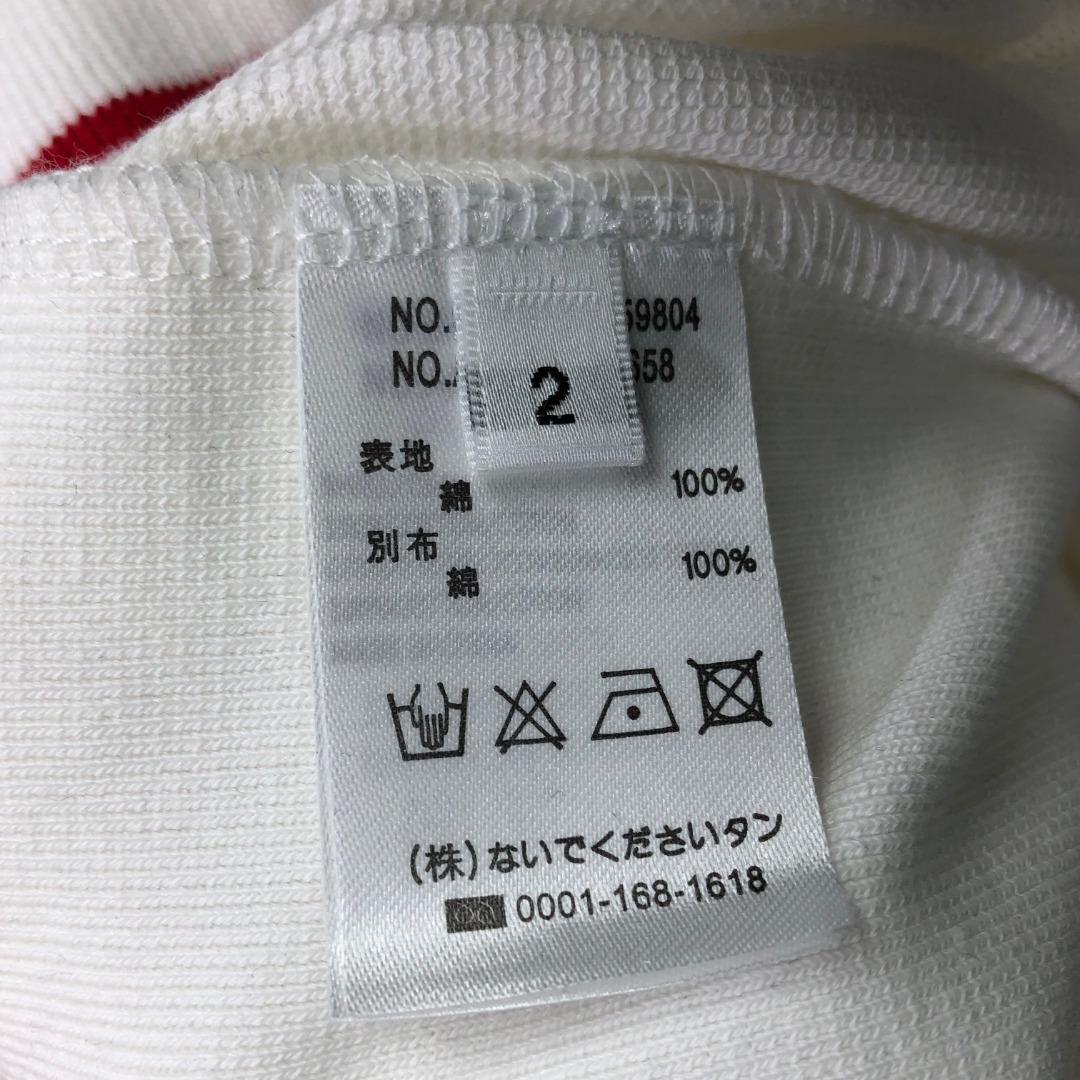 NO. 59804
NO. 658
2
表地
綿 100%
別布
綿 100%
(株)ないでくださいタン
0001-168-1618